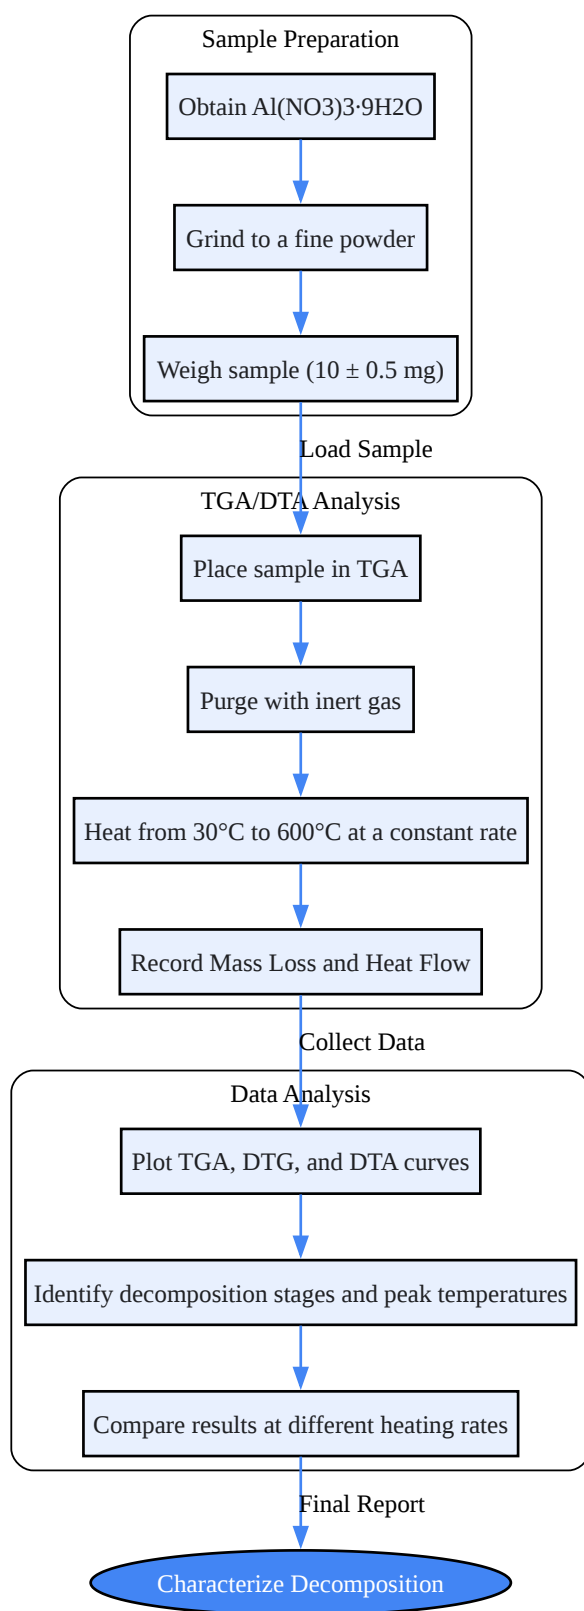 Sample Preparation
Obtain Al(NO3)3·9H2O
Grind to a fine powder
Weigh sample (10 ± 0.5 mg)
Load Sample
TGA/DTA Analysis
Place sample in TGA
Purge with inert gas
Heat from 30°C to 600°C at a constant rate
Record Mass Loss and Heat Flow
Collect Data
Data Analysis
Plot TGA, DTG, and DTA curves
Identify decomposition stages and peak temperatures
Compare results at different heating rates
Final Report
Characterize Decomposition